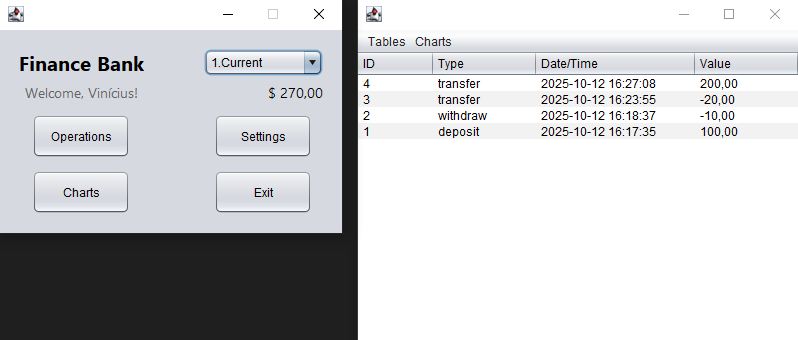 Finance Bank 1.Current
Welcome, Vinícius! $ 270,00
Operations Settings
Charts Exit
Tables Charts
ID Type Date/Time Value
4 transfer 2025-10-12 16:27:08 200,00
3 transfer 2025-10-12 16:23:55 -20,00
2 withdraw 2025-10-12 16:18:37 -10,00
1 deposit 2025-10-12 16:17:35 100,00